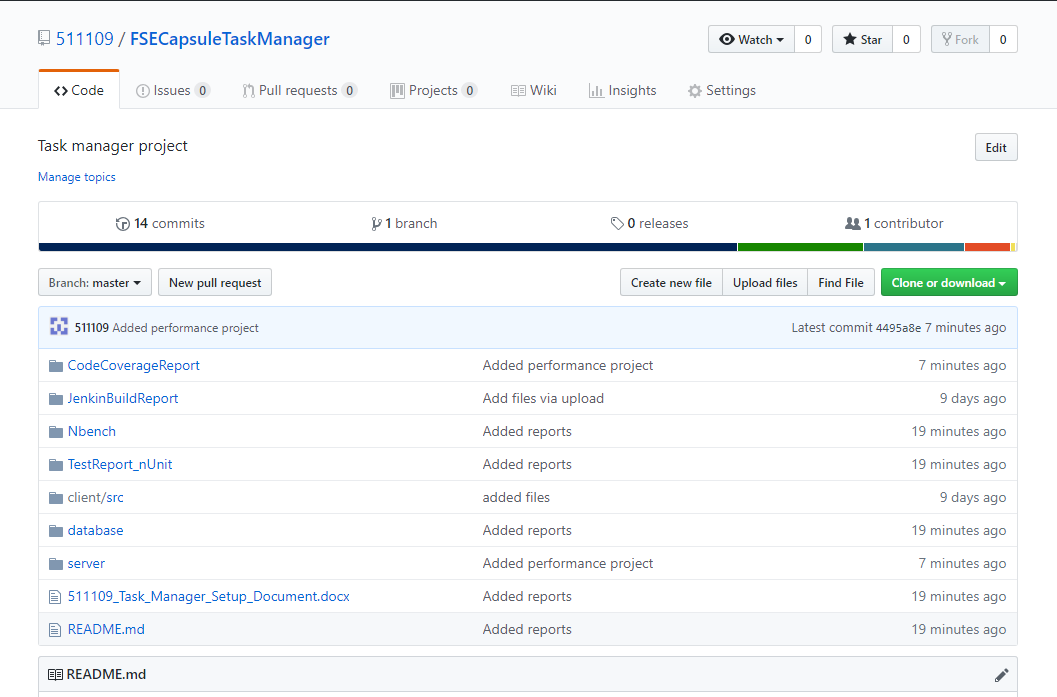 511109 / FSECapsuleTaskManager
Watch 0 Star 0 Fork 0
Code Issues 0 Pull requests 0 Projects 0 Wiki Insights Settings
Task manager project Edit
Manage topics
14 commits 1 branch 0 releases 1 contributor
Branch: master New pull request Create new file Upload files Find File Clone or download
511109 Added performance project Latest commit 4495a8e 7 minutes ago
CodeCoverageReport Added performance project 7 minutes ago
JenkinBuildReport Add files via upload 9 days ago
Nbench Added reports 19 minutes ago
TestReport_nUnit Added reports 19 minutes ago
client/src added files 9 days ago
database Added reports 19 minutes ago
server Added performance project 7 minutes ago
511109_Task_Manager_Setup_Document.docx Added reports 19 minutes ago
README.md Added reports 19 minutes ago
README.md